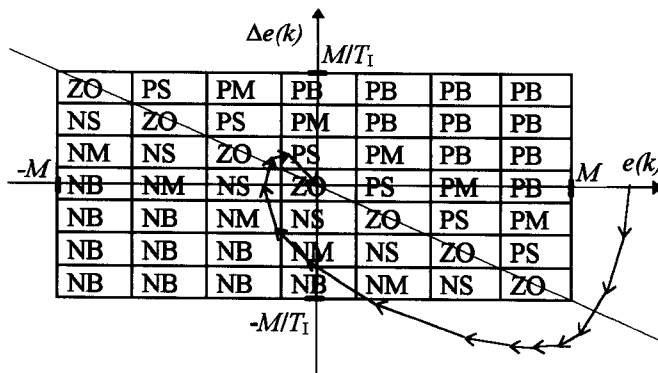 Δe(k)
M/T_I
ZO PS PM PB PB PB PB
NS ZO PS PM PB PB PB
NM NS ZO PS PM PB PB
-M NB NM NS ZO PS PM PB M e(k)
NB NB NM NS ZO PS PM
NB NB NB NM NS ZO PS
NB NB NB NB NM NS ZO
-M/T_I